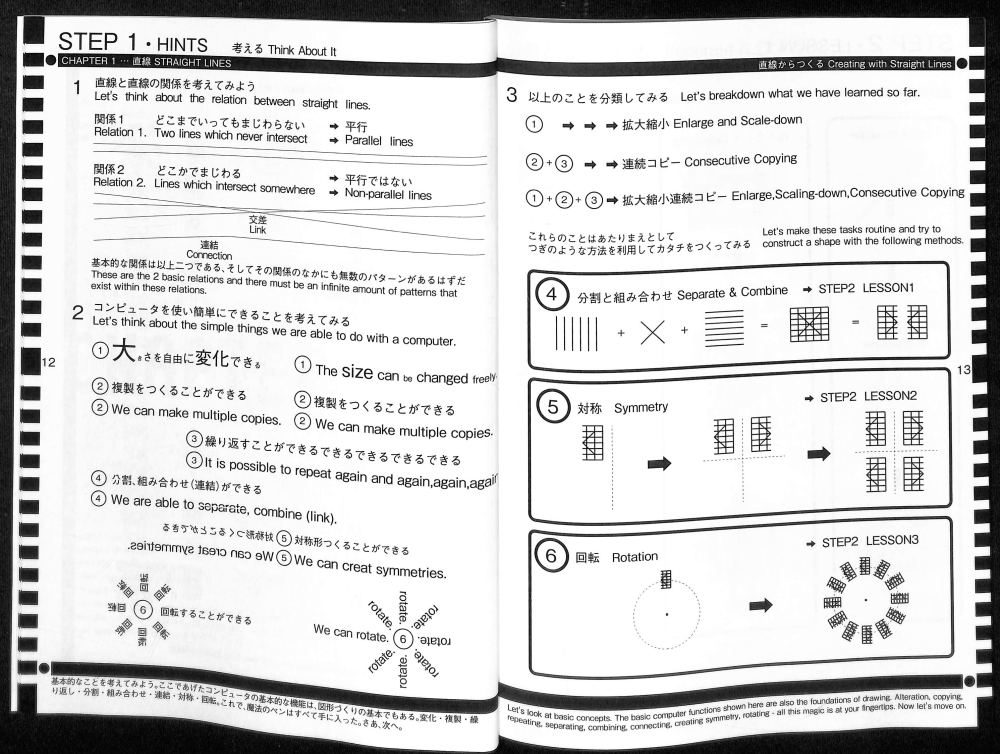 STEP 1・HINTS 考える Think About It
CHAPTER 1 … 直線 STRAIGHT LINES
1 直線と直線の関係を考えてみよう
Let's think about the relation between straight lines.
関係1 どこまでいってもまじわらない ➔ 平行
Relation 1. Two lines which never intersect ➔ Parallel lines
関係2 どこかでまじわる ➔ 平行ではない
Relation 2. Lines which intersect somewhere ➔ Non-parallel lines
交差
Link
連結
Connection
基本的な関係は以上二つである、そしてその関係のなかにも無数のパターンがあるはずだ
These are the 2 basic relations and there must be an infinite amount of patterns that
exist within these relations.
2 コンピュータを使い簡単にできることを考えてみる
Let's think about the simple things we are able to do with a computer.
① 大きさを自由に変化できる
① The size can be changed freely.
② 複製をつくることができる
② We can make multiple copies.
② 複製をつくることができる
② We can make multiple copies.
③ 繰り返すことができるできるできるできるできる
③ It is possible to repeat again and again,again,again
④ 分割、組み合わせ(連結)ができる
④ We are able to separate, combine (link).
対称形つくることができる ⑤ 対称形つくることができる
We can creat symmetries. ⑤ We can creat symmetries.
回転 回転 回転 回転 回転 回転 回転 ⑥ 回転することができる
We can rotate. ⑥ rotate. rotate. rotate. rotate. rotate. rotate. rotate.
基本的なことを考えてみよう。ここであげたコンピュータの基本的な機能は、図形づくりの基本でもある。変化・複製・繰
り返し・分割・組み合わせ・連結・対称・回転。これで、魔法のペンはすべて手に入った。さあ、次へ。
12
直線からつくる Creating with Straight Lines
3 以上のことを分類してみる Let's breakdown what we have learned so far.
① ➔ ➔ ➔ 拡大縮小 Enlarge and Scale-down
② + ③ ➔ ➔ 連続コピー Consecutive Copying
① + ② + ③ ➔ 拡大縮小連続コピー Enlarge,Scaling-down,Consecutive Copying
これらのことはあたりまえとして
つぎのような方法を利用してカタチをつくってみる
Let's make these tasks routine and try to
construct a shape with the following methods.
④ 分割と組み合わせ Separate & Combine ➔ STEP2 LESSON1
+ + = =
⑤ 対称 Symmetry ➔ STEP2 LESSON2
⑥ 回転 Rotation ➔ STEP2 LESSON3
Let's look at basic concepts. The basic computer functions shown here are also the foundations of drawing. Alteration, copying,
repeating, separating, combining, connecting, creating symmetry, rotating - all this magic is at your fingertips. Now let's move on.
13